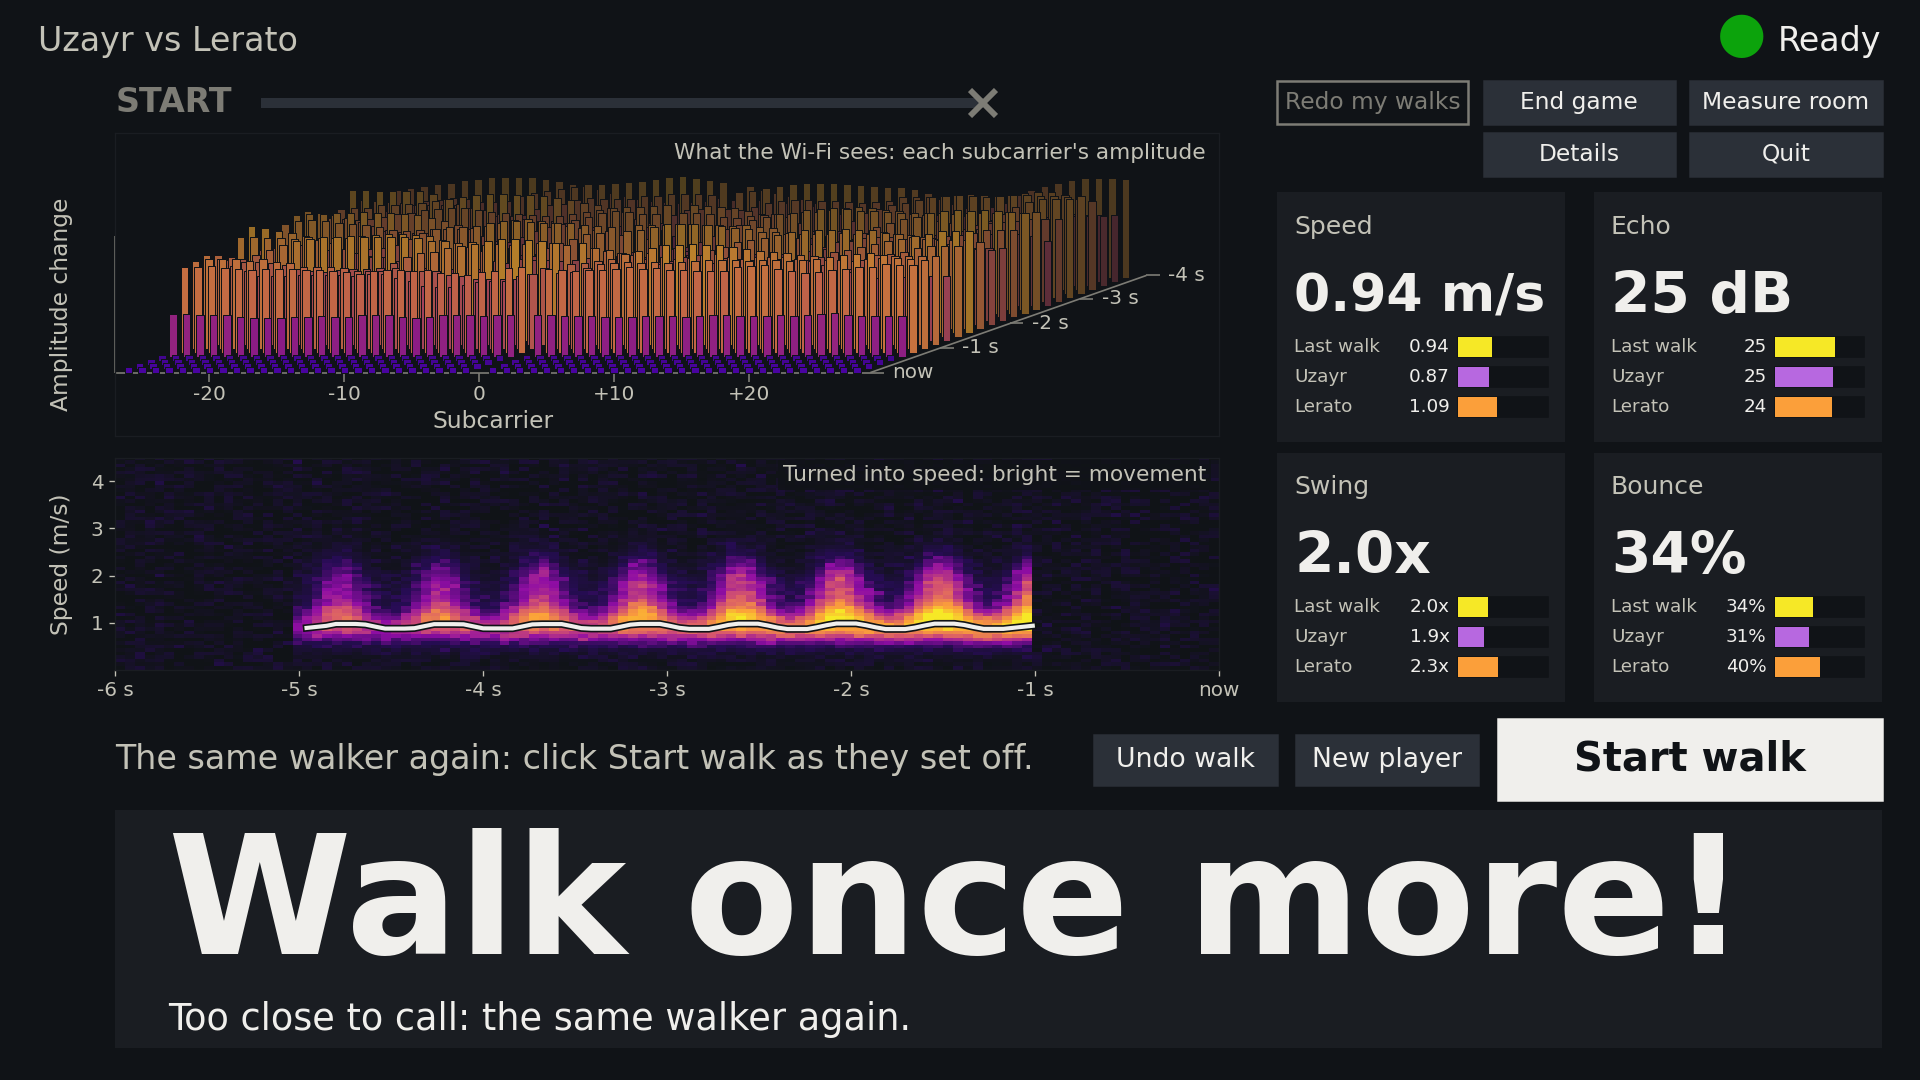 Uzayr vs Lerato
Ready
START
Redo my walks
End game
Measure room
Details
Quit
What the Wi-Fi sees: each subcarrier's amplitude
Amplitude change
-4 s
-3 s
-2 s
-1 s
now
-20
-10
0
+10
+20
Subcarrier
Turned into speed: bright = movement
Speed (m/s)
4
3
2
1
-6 s
-5 s
-4 s
-3 s
-2 s
-1 s
now
Speed
0.94 m/s
Last walk 0.94
Uzayr 0.87
Lerato 1.09
Echo
25 dB
Last walk 25
Uzayr 25
Lerato 24
Swing
2.0x
Last walk 2.0x
Uzayr 1.9x
Lerato 2.3x
Bounce
34%
Last walk 34%
Uzayr 31%
Lerato 40%
The same walker again: click Start walk as they set off.
Undo walk
New player
Start walk
Walk once more!
Too close to call: the same walker again.